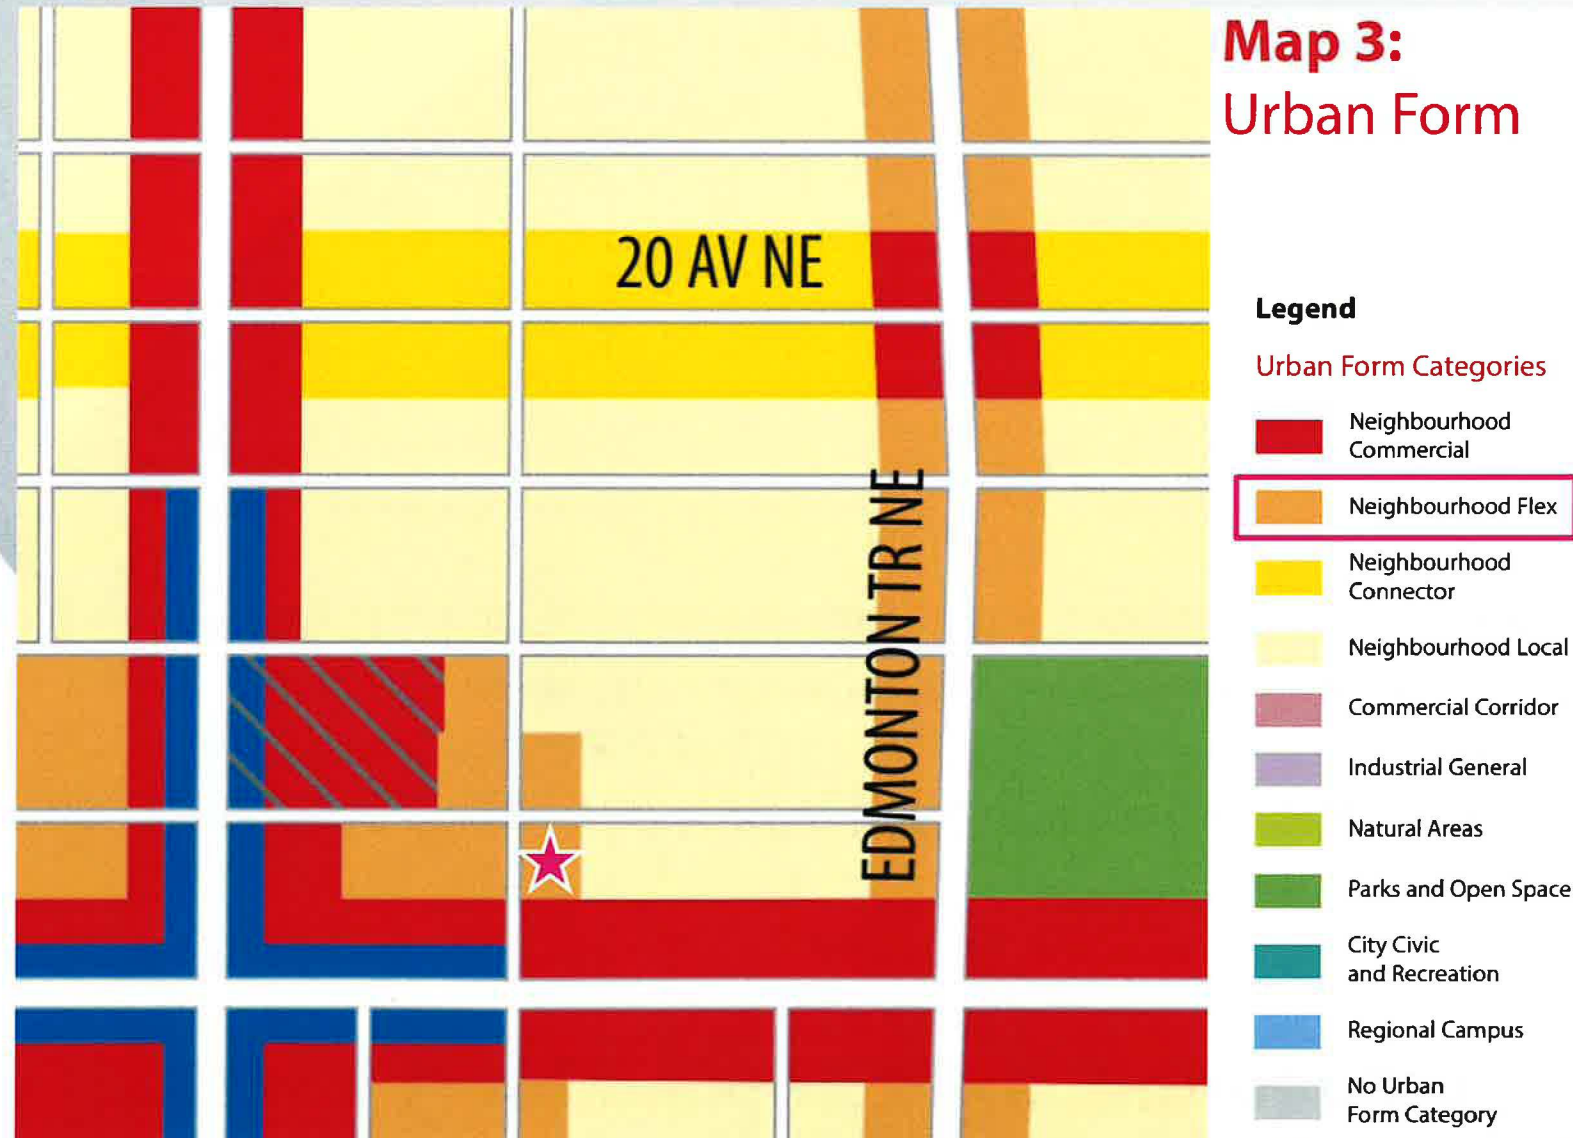 Map 3:
Urban Form
20 AV NE
EDMONTON TR NE
Legend
Urban Form Categories
Neighbourhood
Commercial
Neighbourhood Flex
Neighbourhood
Connector
Neighbourhood Local
Commercial Corridor
Industrial General
Natural Areas
Parks and Open Space
City Civic
and Recreation
Regional Campus
No Urban
Form Category